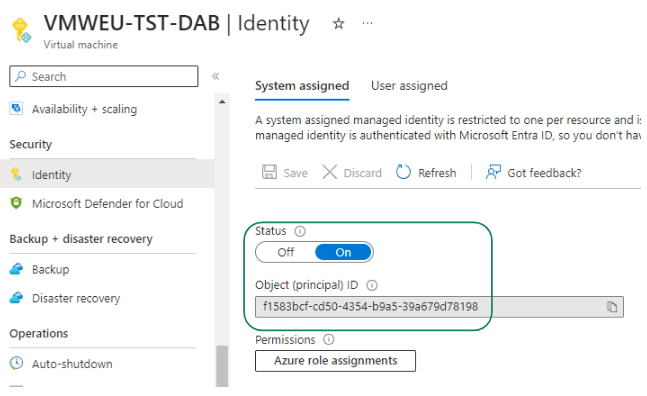 VMWEU-TST-DAB | Identity ☆ ···
Virtual machine
Search «
Availability + scaling
Security
Identity
Microsoft Defender for Cloud
Backup + disaster recovery
Backup
Disaster recovery
Operations
Auto-shutdown
System assigned User assigned
A system assigned managed identity is restricted to one per resource and is
managed identity is authenticated with Microsoft Entra ID, so you don't hav
Save Discard Refresh Got feedback?
Status
Off On
Object (principal) ID
f1583bcf-cd50-4354-b9a5-39a679d78198
Permissions
Azure role assignments